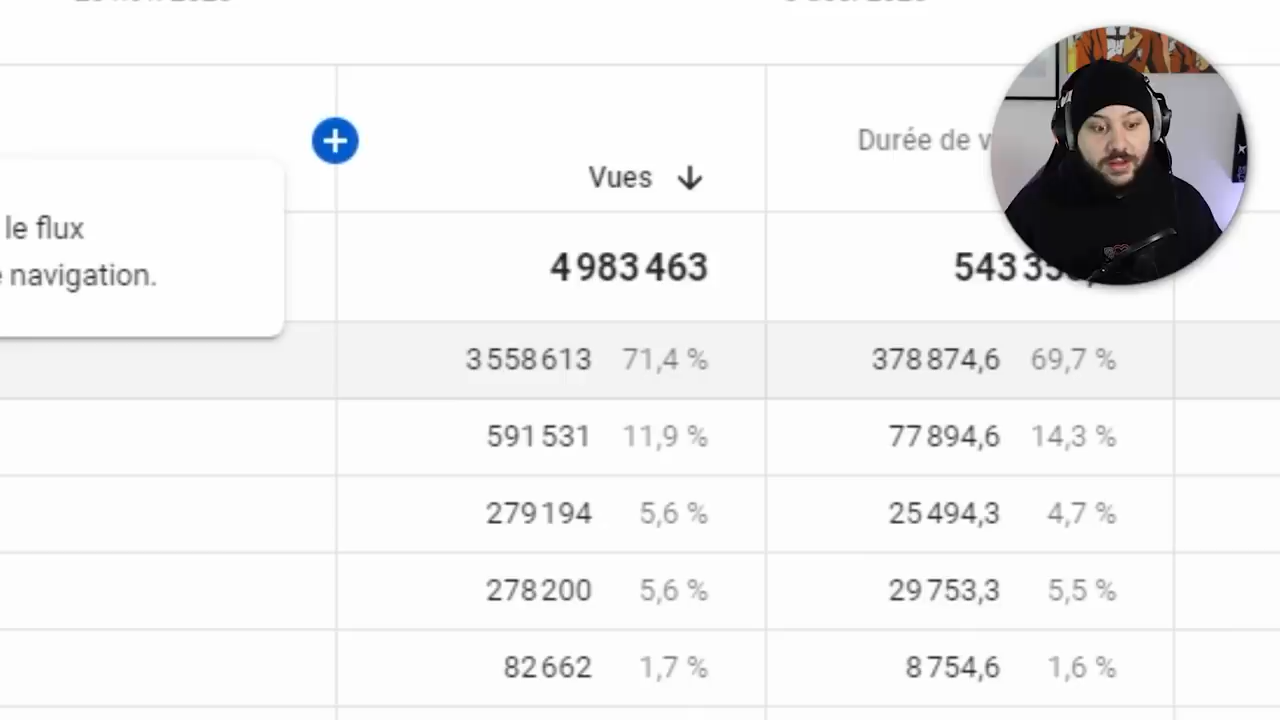 Durée de v
Vues
le flux
navigation.
4 983 463
3 558 613 71,4 % 378 874,6 69,7 %
591 531 11,9 % 77 894,6 14,3 %
279 194 5,6 % 25 494,3 4,7 %
278 200 5,6 % 29 753,3 5,5 %
82 662 1,7 % 8 754,6 1,6 %